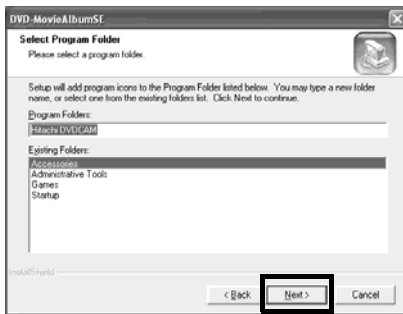 DVD-MovieAlbumSE
Select Program Folder
Please select a program folder.
Setup will add program icons to the Program Folder listed below. You may type a new folder
name, or select one from the existing folders list. Click Next to continue.
Program Folders:
Hitachi DVDCAM
Existing Folders:
Accessories
Administrative Tools
Games
Startup
InstallShield
< Back
Next >
Cancel